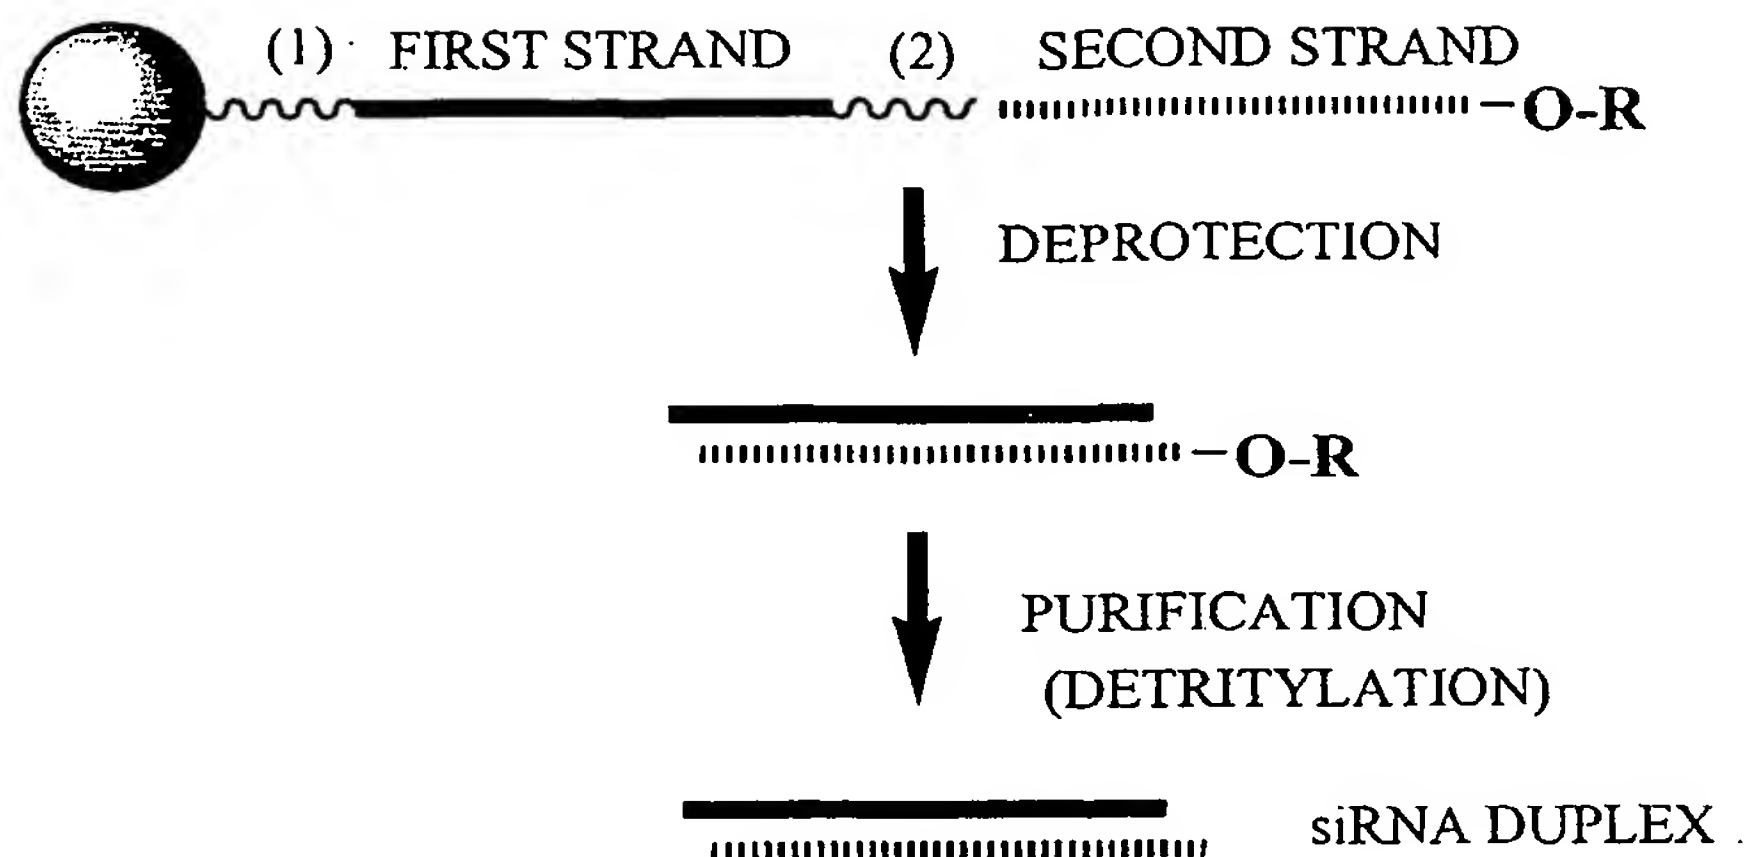 (1) FIRST STRAND (2) SECOND STRAND
O-R
DEPROTECTION
O-R
PURIFICATION
(DETRITYLATION)
siRNA DUPLEX